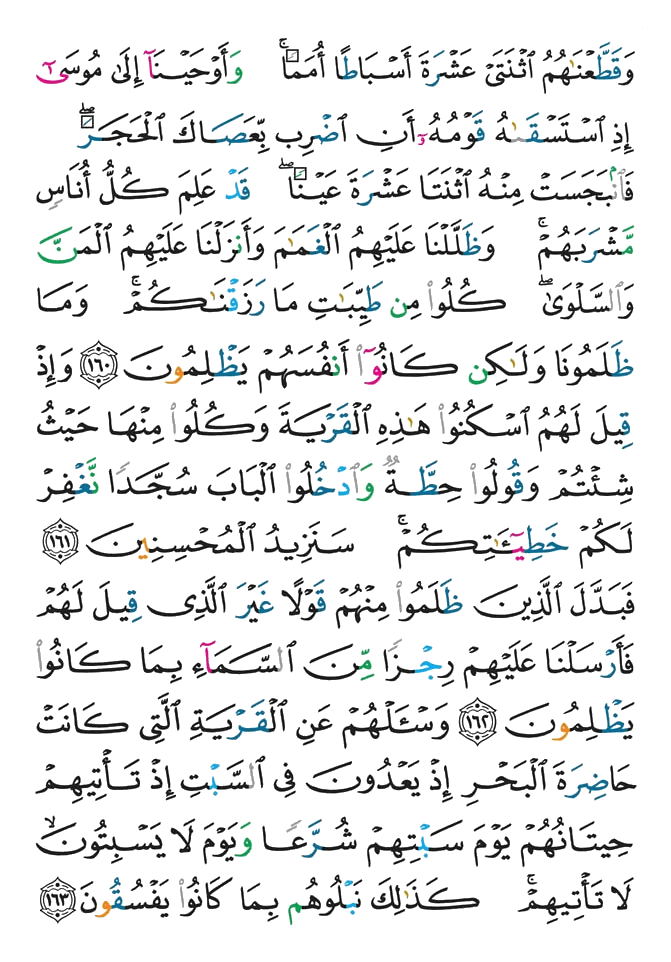 وَقَطَّعْنَٰهُمُ ٱثْنَتَىْ عَشْرَةَ أَسْبَاطًا أُمَمًاۚ وَأَوْحَيْنَآ إِلَىٰ مُوسَىٰٓ
إِذِ ٱسْتَسْقَىٰهُ قَوْمُهُۥٓ أَنِ ٱضْرِب بِّعَصَاكَ ٱلْحَجَرَۖ
فَٱنۢبَجَسَتْ مِنْهُ ٱثْنَتَا عَشْرَةَ عَيْنًاۖ قَدْ عَلِمَ كُلُّ أُنَاسٍ
مَّشْرَبَهُمْۚ وَظَلَّلْنَا عَلَيْهِمُ ٱلْغَمَٰمَ وَأَنزَلْنَا عَلَيْهِمُ ٱلْمَنَّ
وَٱلسَّلْوَىٰۖ كُلُوا۟ مِن طَيِّبَٰتِ مَا رَزَقْنَٰكُمْۚ وَمَا
ظَلَمُونَا وَلَٰكِن كَانُوٓا۟ أَنفُسَهُمْ يَظْلِمُونَ ١٦٠ وَإِذْ
قِيلَ لَهُمُ ٱسْكُنُوا۟ هَٰذِهِ ٱلْقَرْيَةَ وَكُلُوا۟ مِنْهَا حَيْثُ
شِئْتُمْ وَقُولُوا۟ حِطَّةٌ وَٱدْخُلُوا۟ ٱلْبَابَ سُجَّدًا نَّغْفِرْ
لَكُمْ خَطِيٓـَٰٔتِكُمْۚ سَنَزِيدُ ٱلْمُحْسِنِينَ ١٦١
فَبَدَّلَ ٱلَّذِينَ ظَلَمُوا۟ مِنْهُمْ قَوْلًا غَيْرَ ٱلَّذِى قِيلَ لَهُمْ
فَأَرْسَلْنَا عَلَيْهِمْ رِجْزًا مِّنَ ٱلسَّمَآءِ بِمَا كَانُوا۟
يَظْلِمُونَ ١٦٢ وَسْـَٔلْهُمْ عَنِ ٱلْقَرْيَةِ ٱلَّتِى كَانَتْ
حَاضِرَةَ ٱلْبَحْرِ إِذْ يَعْدُونَ فِى ٱلسَّبْتِ إِذْ تَأْتِيهِمْ
حِيتَانُهُمْ يَوْمَ سَبْتِهِمْ شُرَّعًا وَيَوْمَ لَا يَسْبِتُونَۙ
لَا تَأْتِيهِمْۚ كَذَٰلِكَ نَبْلُوهُم بِمَا كَانُوا۟ يَفْسُقُونَ ١٦٣